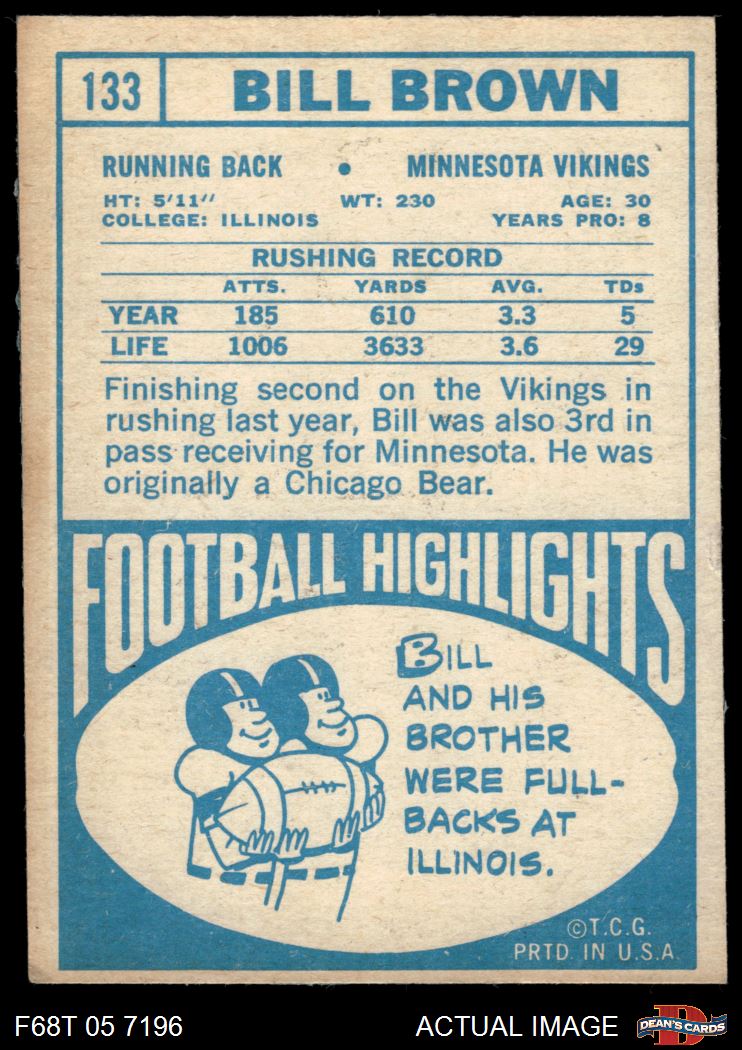 133 BILL BROWN
RUNNING BACK • MINNESOTA VIKINGS
HT: 5'11" WT: 230 AGE: 30
COLLEGE: ILLINOIS YEARS PRO: 8
RUSHING RECORD
ATTS. YARDS AVG. TDs
YEAR 185 610 3.3 5
LIFE 1006 3633 3.6 29
Finishing second on the Vikings in
rushing last year, Bill was also 3rd in
pass receiving for Minnesota. He was
originally a Chicago Bear.
FOOTBALL HIGHLIGHTS
BILL
AND HIS
BROTHER
WERE FULL-
BACKS AT
ILLINOIS.
©T.C.G.
PRTD. IN U.S.A.
F68T 05 7196 ACTUAL IMAGE D DEAN'S CARDS